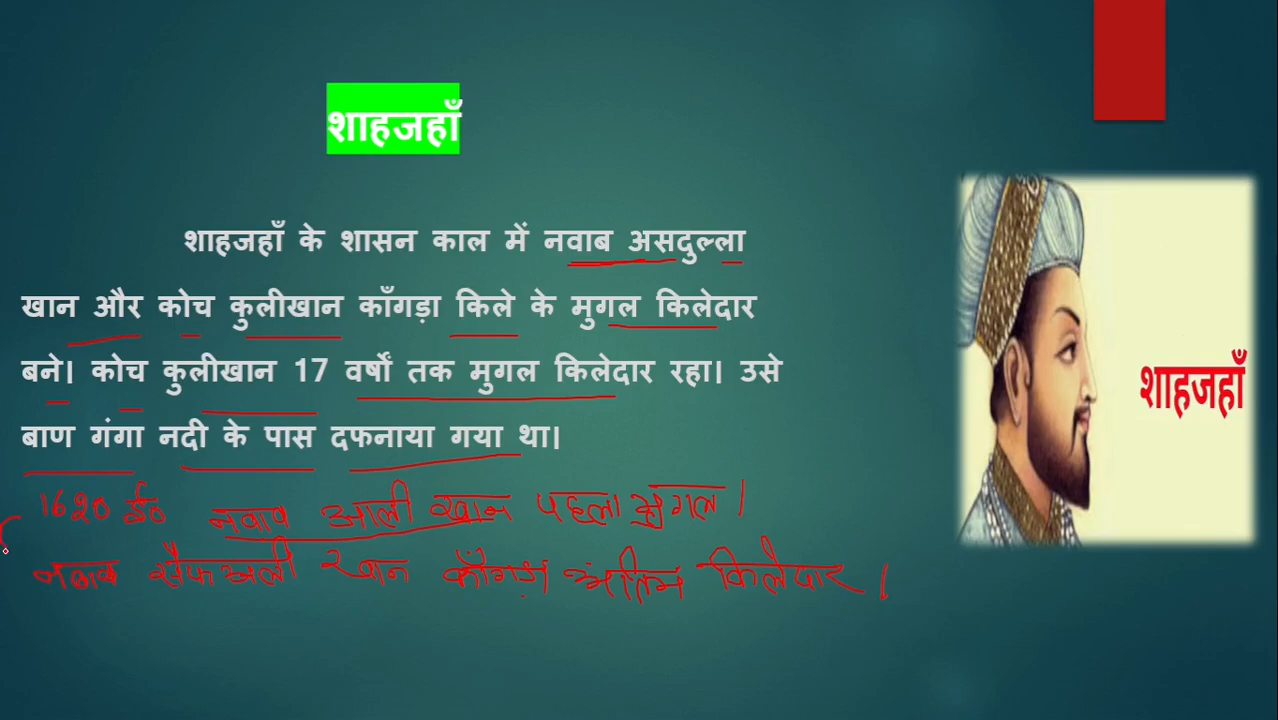 शाहजहाँ
शाहजहाँ के शासन काल में नवाब असदुल्ला
खान और कोच कुलीखान काँगड़ा किले के मुगल किलेदार
बने। कोच कुलीखान 17 वर्षों तक मुगल किलेदार रहा। उसे
बाण गंगा नदी के पास दफनाया गया था।
1620 ई० नवाव आली खान पहला मुगल।
नवाब सैफअली खान काँगड़ा अंतिम किलेदार।
शाहजहाँ